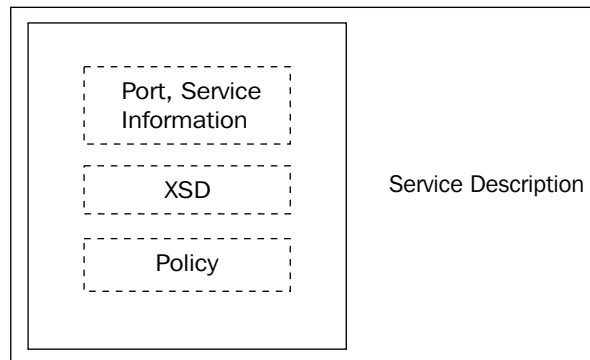 Port, Service
Information
XSD
Service Description
Policy